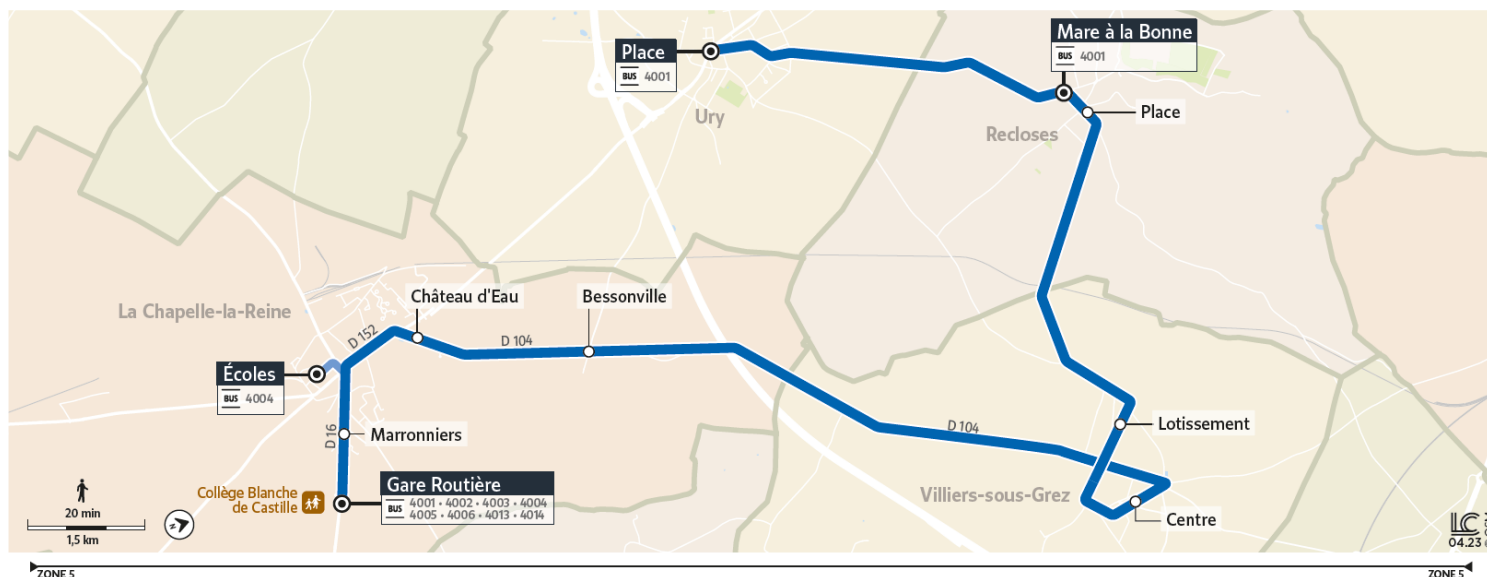 Place
BUS 4001
Ury
Mare à la Bonne
BUS 4001
Place
Recloses
La Chapelle-la-Reine
Château d'Eau
Bessonville
D 152
D 104
Écoles
BUS 4004
D 16
Marronniers
Gare Routière
BUS 4001 • 4002 • 4003 • 4004
4005 • 4006 • 4013 • 4014
Collège Blanche
de Castille
D 104
Lotissement
Villiers-sous-Grez
Centre
20 min
1,5 km
N
LC
04.23
ZONE 5
ZONE 5